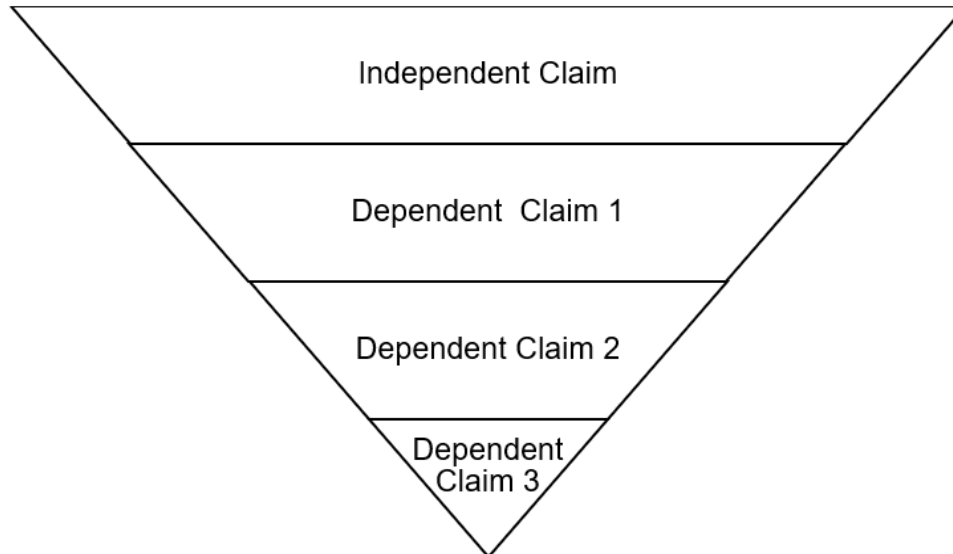 Independent Claim
Dependent  Claim 1
Dependent Claim 2
Dependent
Claim 3